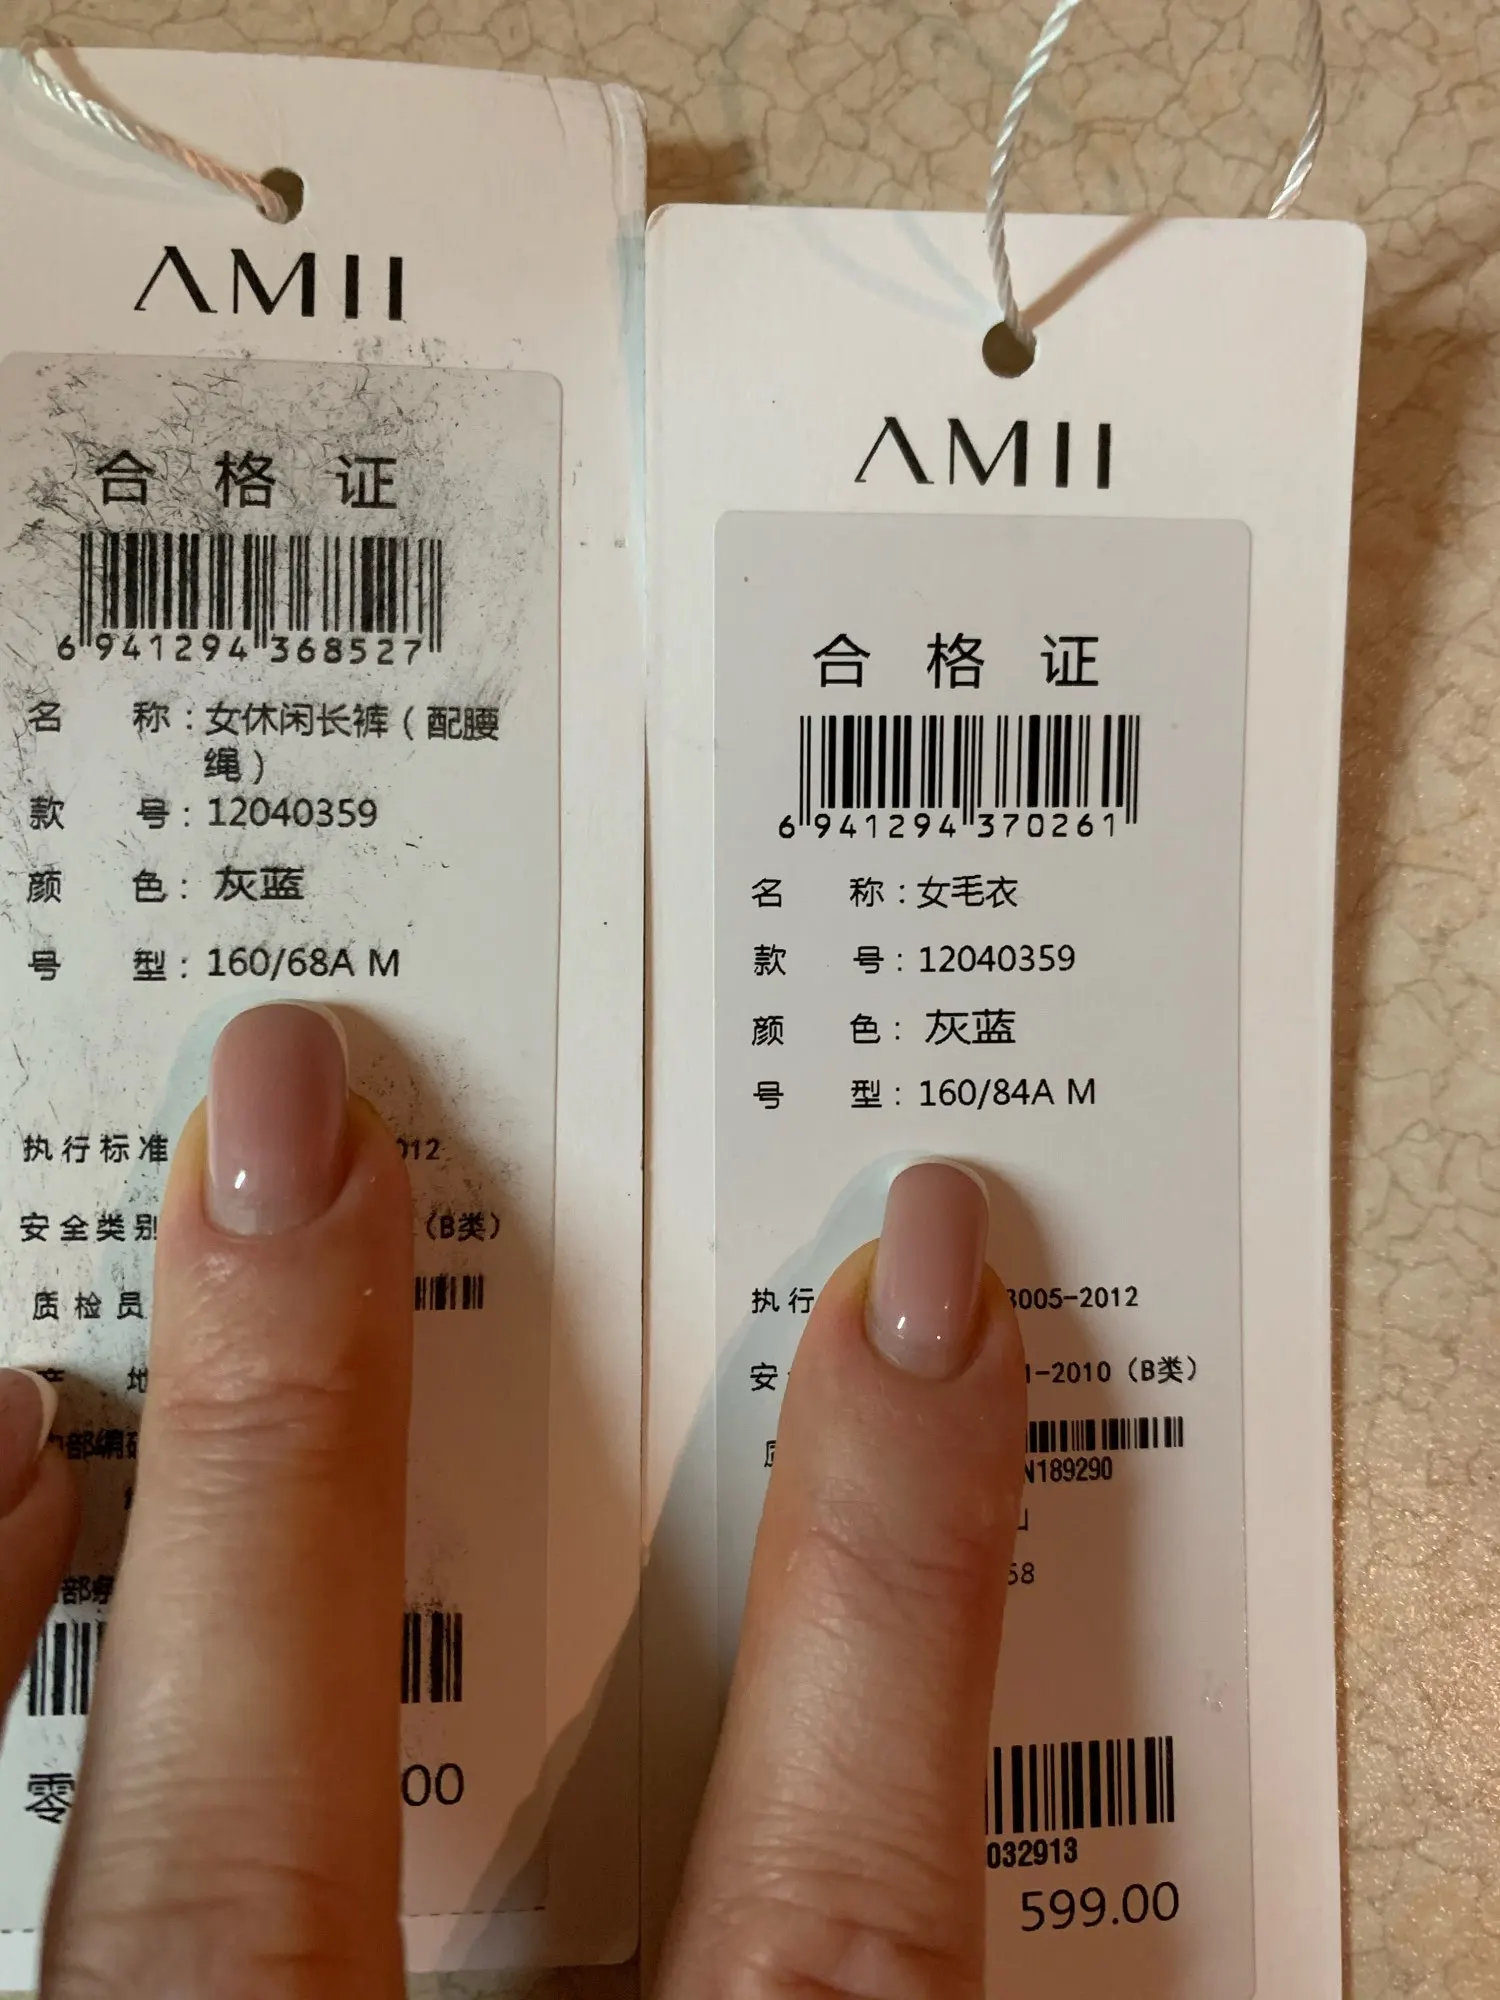 AMII
合格证
6 941294 368527
名称：女休闲长裤（配腰
绳）
款号：12040359
颜色：灰蓝
号型：160/68A M
执行标准 012
安全类别 （B类）
质检员
地
零 00
AMII
合格证
6 941294 370261
名称：女毛衣
款号：12040359
颜色：灰蓝
号型：160/84A M
执行 3005-2012
安 1-2010（B类）
N189290
58
032913
599.00